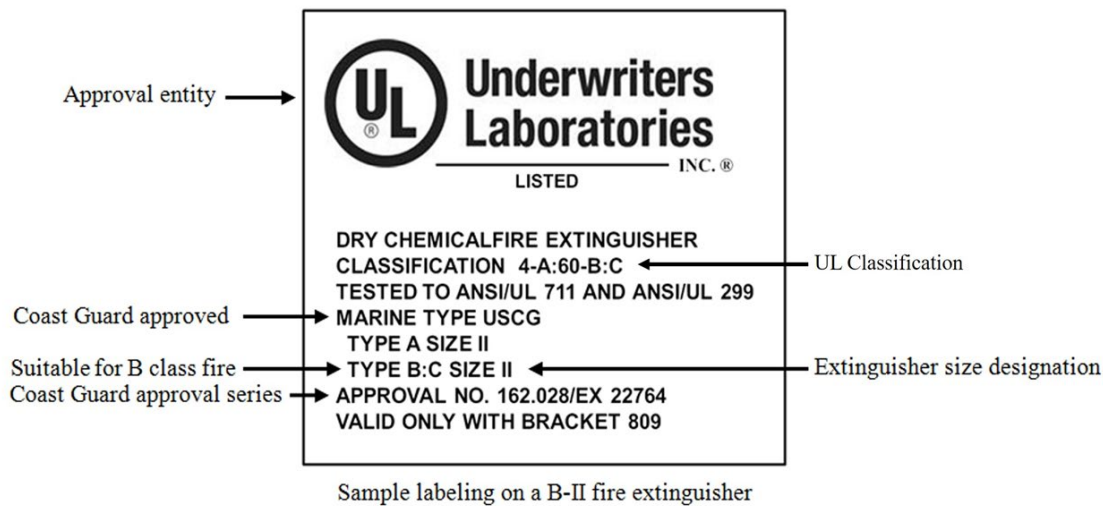 Approval entity
UL
®
Underwriters
Laboratories
INC. ®
LISTED
DRY CHEMICALFIRE EXTINGUISHER
CLASSIFICATION 4-A:60-B:C
UL Classification
TESTED TO ANSI/UL 711 AND ANSI/UL 299
Coast Guard approved
MARINE TYPE USCG
TYPE A SIZE II
Suitable for B class fire
TYPE B:C SIZE II
Extinguisher size designation
Coast Guard approval series
APPROVAL NO. 162.028/EX 22764
VALID ONLY WITH BRACKET 809
Sample labeling on a B-II fire extinguisher